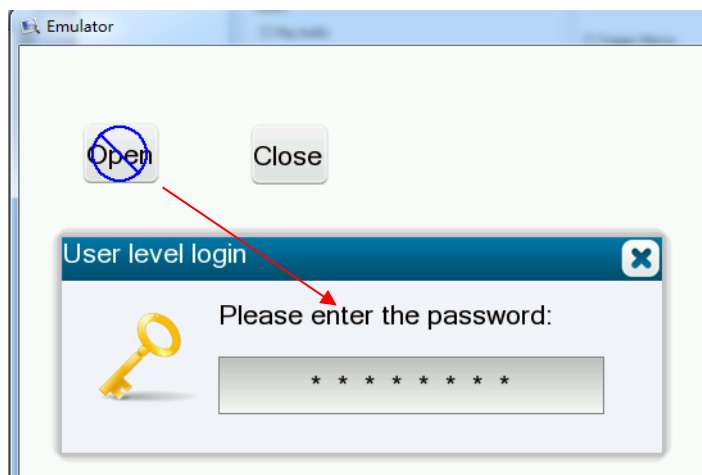 Emulator
Open
Close
User level login
Please enter the password:
* * * * * * * *